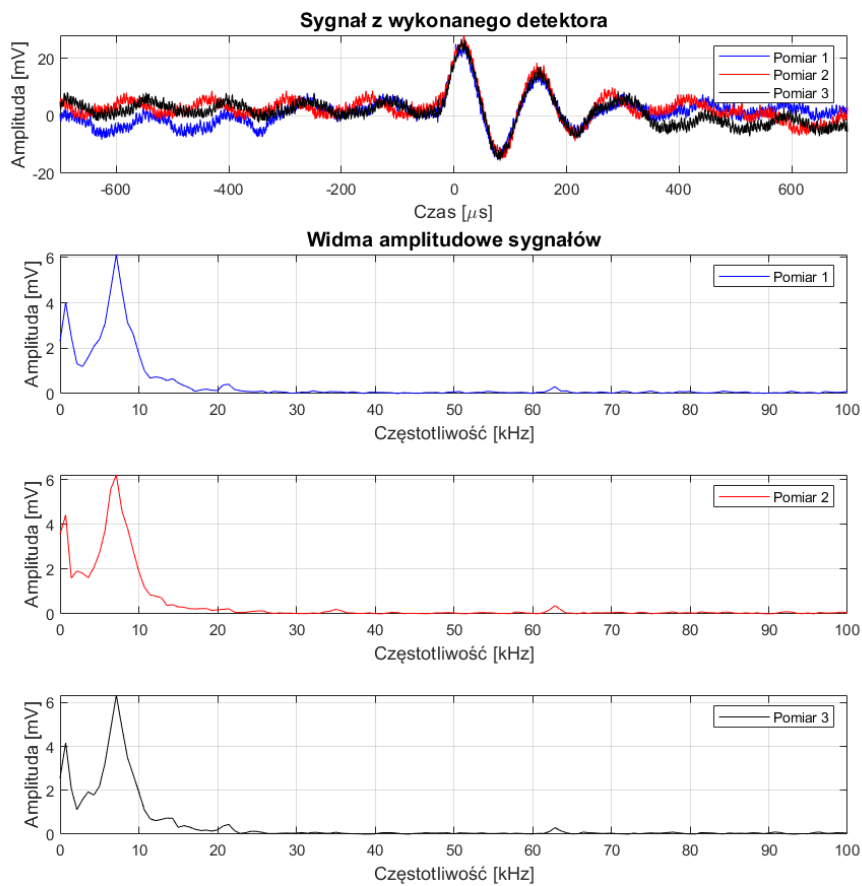 Sygnał z wykonanego detektora
Amplituda [mV]
20
0
-20
Pomiar 1
Pomiar 2
Pomiar 3
-600 -400 -200 0 200 400 600
Czas [μs]
Widma amplitudowe sygnałów
Amplituda [mV]
6
4
2
0
Pomiar 1
0 10 20 30 40 50 60 70 80 90 100
Częstotliwość [kHz]
Amplituda [mV]
6
4
2
0
Pomiar 2
0 10 20 30 40 50 60 70 80 90 100
Częstotliwość [kHz]
Amplituda [mV]
6
4
2
0
Pomiar 3
0 10 20 30 40 50 60 70 80 90 100
Częstotliwość [kHz]